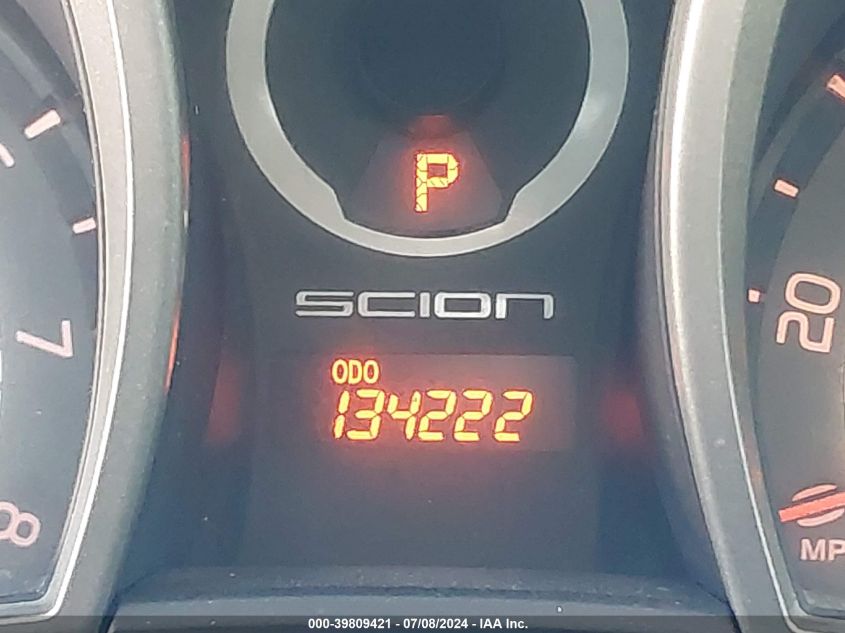 P
SCION
7
20
ODO
134222
8
MP
000-39809421 - 07/08/2024 - IAA Inc.